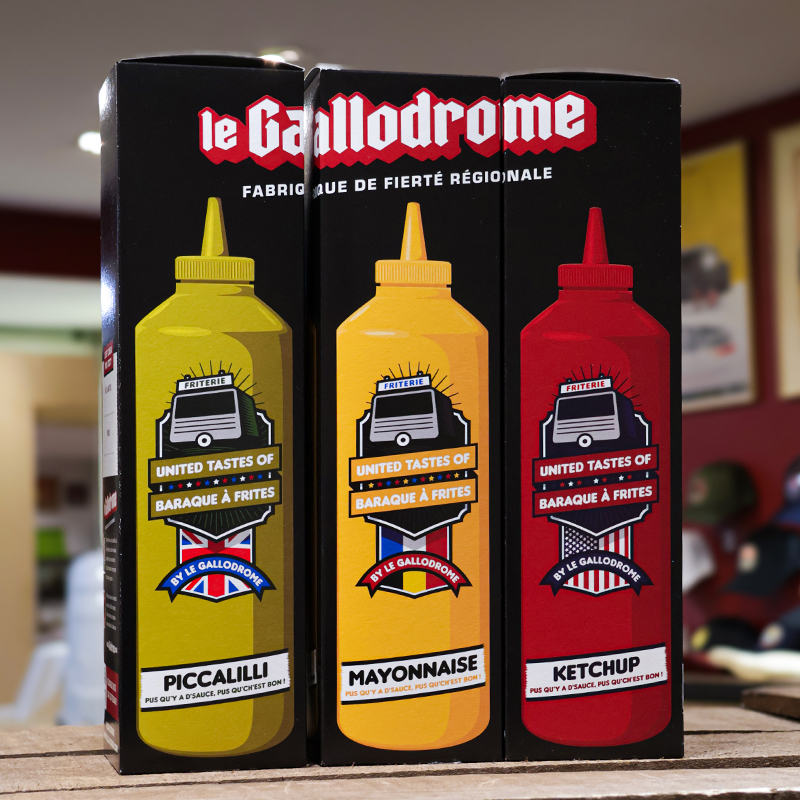 le Gallodrome
FABRIQUE DE FIERTÉ RÉGIONALE
FRITERIE
UNITED TASTES OF
BARAQUE À FRITES
BY LE GALLODROME
PICCALILLI
PUS QU'Y A D'SAUCE, PUS QU'CH'EST BON !
FRITERIE
UNITED TASTES OF
BARAQUE À FRITES
BY LE GALLODROME
MAYONNAISE
PUS QU'Y A D'SAUCE, PUS QU'CH'EST BON !
FRITERIE
UNITED TASTES OF
BARAQUE À FRITES
BY LE GALLODROME
KETCHUP
PUS QU'Y A D'SAUCE, PUS QU'CH'EST BON !